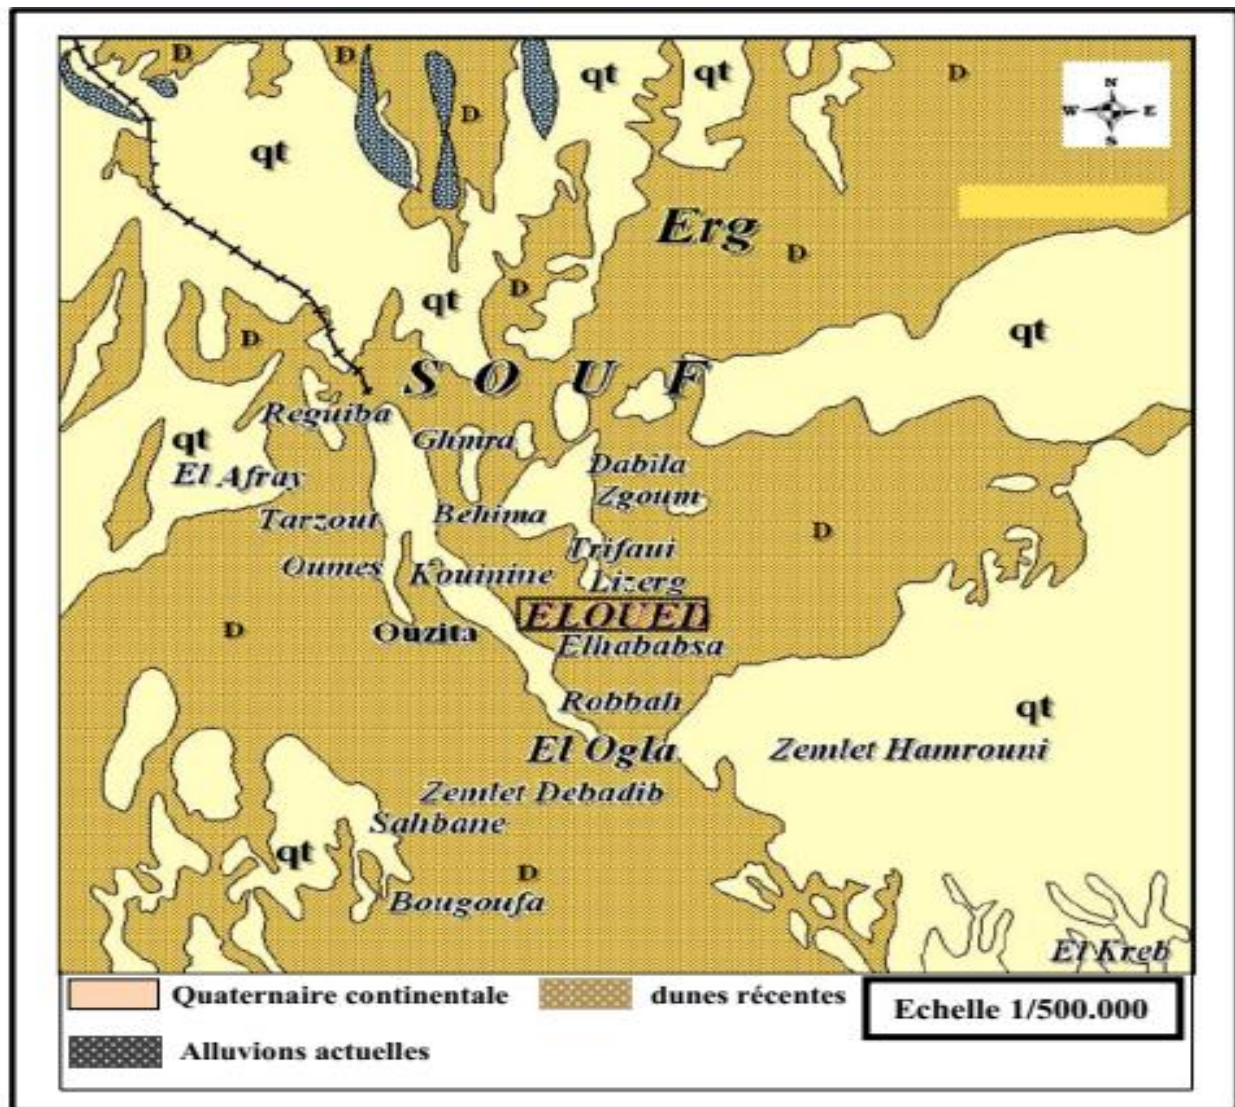 D
D
D
qt
qt
D
N
W E
S
D
qt
Erg
D
qt
D
qt
D
S O U F
Reguiba
Ghmra
qt
El Afray
Dabila
Zgoum
Tarzout
Behima
D
Trifaui
Oumes
Kouinine
Lizerg
ELOUED
D
Ouzita
Elhababsa
Robbah
qt
El Ogla
Zemlet Hamrouni
Zemlet Debadib
Sahbane
qt
D
Bougoufa
El Kreb
Quaternaire continentale
dunes récentes
Echelle 1/500.000
Alluvions actuelles